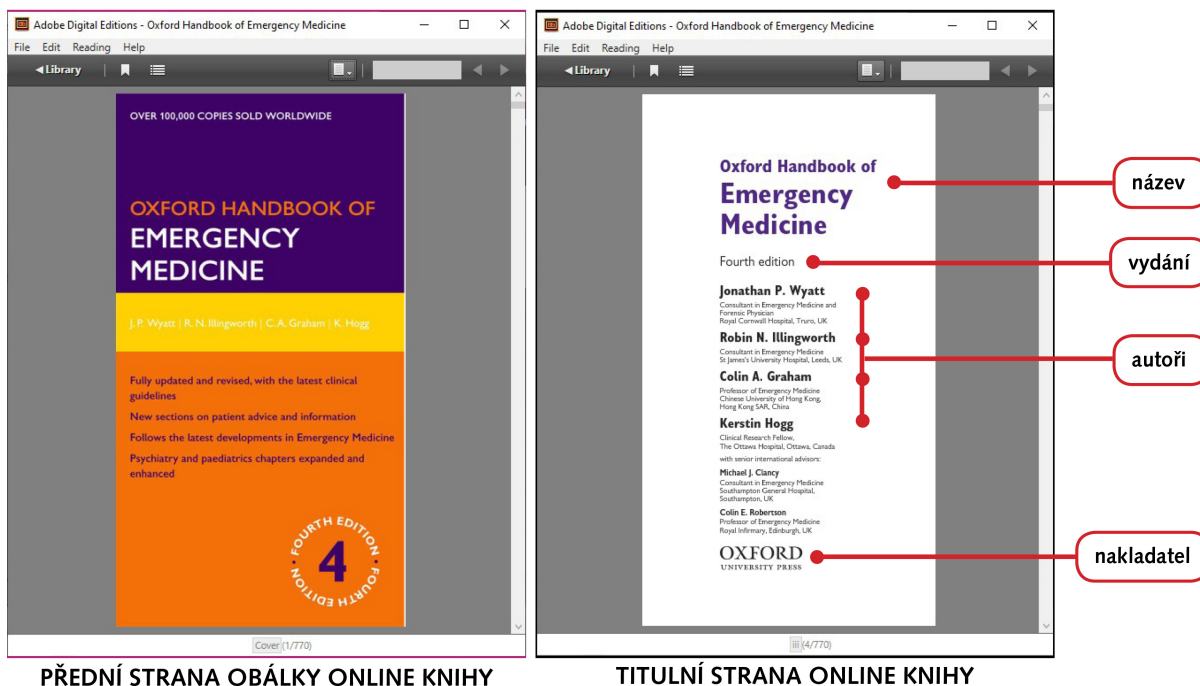 Adobe Digital Editions - Oxford Handbook of Emergency Medicine
File Edit Reading Help
Library
OVER 100,000 COPIES SOLD WORLDWIDE
OXFORD HANDBOOK OF
EMERGENCY
MEDICINE
J. P. Wyatt | R. N. Illingworth | C. A. Graham | K. Hogg
Fully updated and revised, with the latest clinical
guidelines
New sections on patient advice and information
Follows the latest developments in Emergency Medicine
Psychiatry and paediatrics chapters expanded and
enhanced
· FOURTH EDITION · FOURTH EDITION
4
Cover (1/770)
PŘEDNÍ STRANA OBÁLKY ONLINE KNIHY
Adobe Digital Editions - Oxford Handbook of Emergency Medicine
File Edit Reading Help
Library
Oxford Handbook of
Emergency
Medicine
název
Fourth edition
vydání
Jonathan P. Wyatt
Consultant in Emergency Medicine and
Forensic Physician
Royal Cornwall Hospital, Truro, UK
Robin N. Illingworth
Consultant in Emergency Medicine
St James's University Hospital, Leeds, UK
autoři
Colin A. Graham
Professor of Emergency Medicine
Chinese University of Hong Kong,
Hong Kong SAR, China
Kerstin Hogg
Clinical Research Fellow,
The Ottawa Hospital, Ottawa, Canada
with senior international advisors:
Michael J. Clancy
Consultant in Emergency Medicine
Southampton General Hospital,
Southampton, UK
Colin E. Robertson
Professor of Emergency Medicine
Royal Infirmary, Edinburgh, UK
OXFORD
UNIVERSITY PRESS
nakladatel
iii (4/770)
TITULNÍ STRANA ONLINE KNIHY